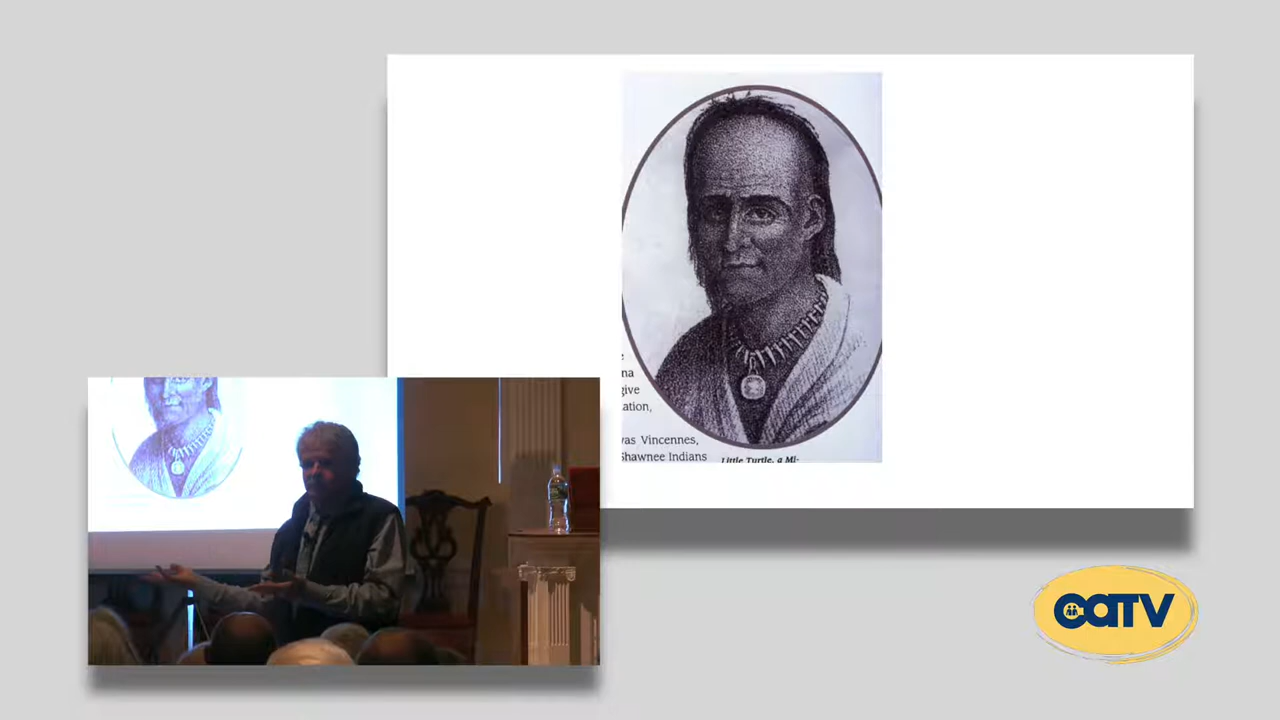 na
give
ation,
vas Vincennes,
Shawnee Indians
Little Turtle, a Mi-
CATV